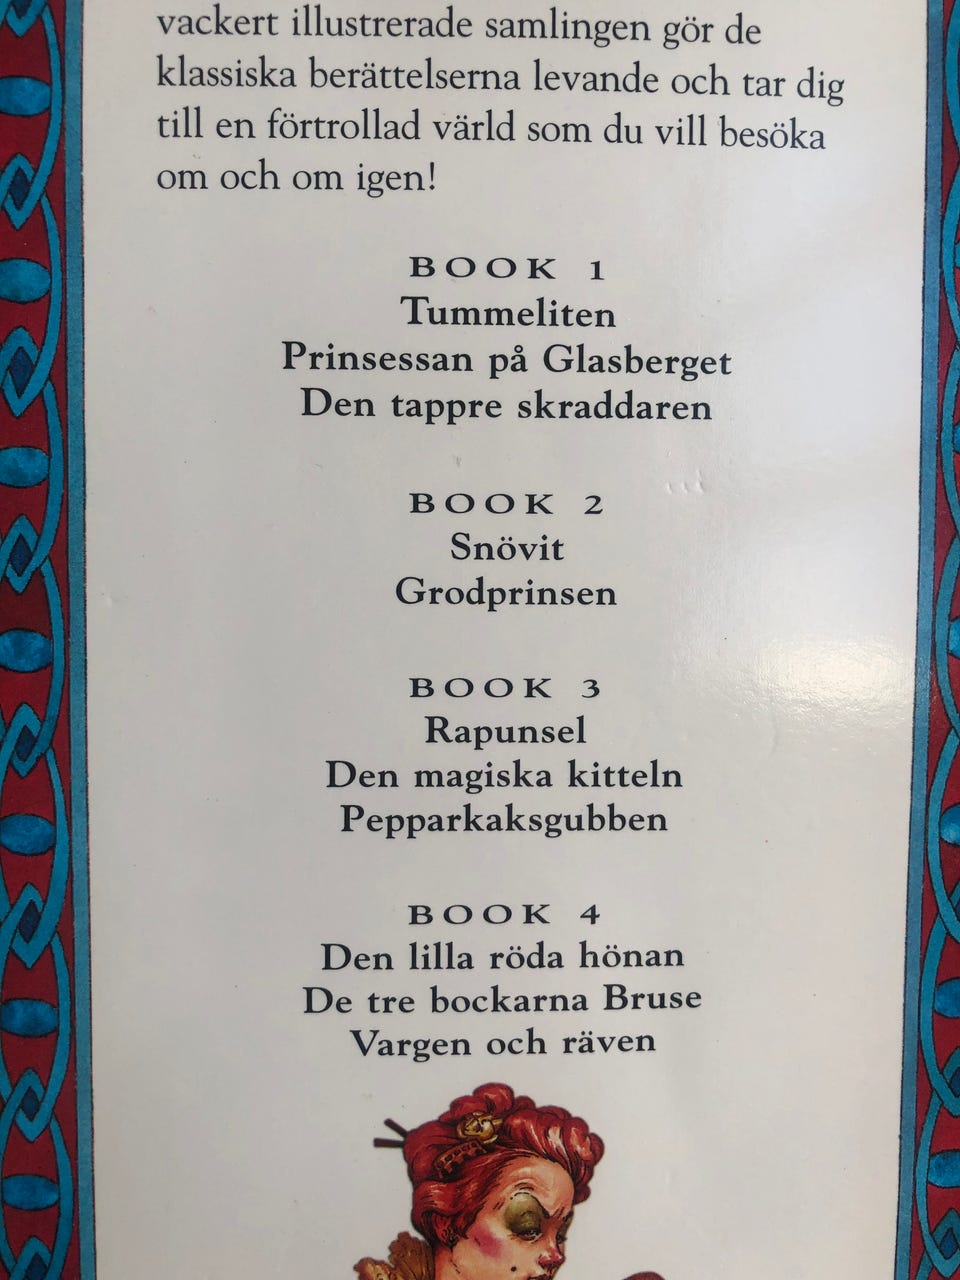 vackert illustrerade samlingen gör de
klassiska berättelserna levande och tar dig
till en förtrollad värld som du vill besöka
om och om igen!
BOOK 1
Tummeliten
Prinsessan på Glasberget
Den tappre skraddaren
BOOK 2
Snövit
Grodprinsen
BOOK 3
Rapunsel
Den magiska kitteln
Pepparkaksgubben
BOOK 4
Den lilla röda hönan
De tre bockarna Bruse
Vargen och räven